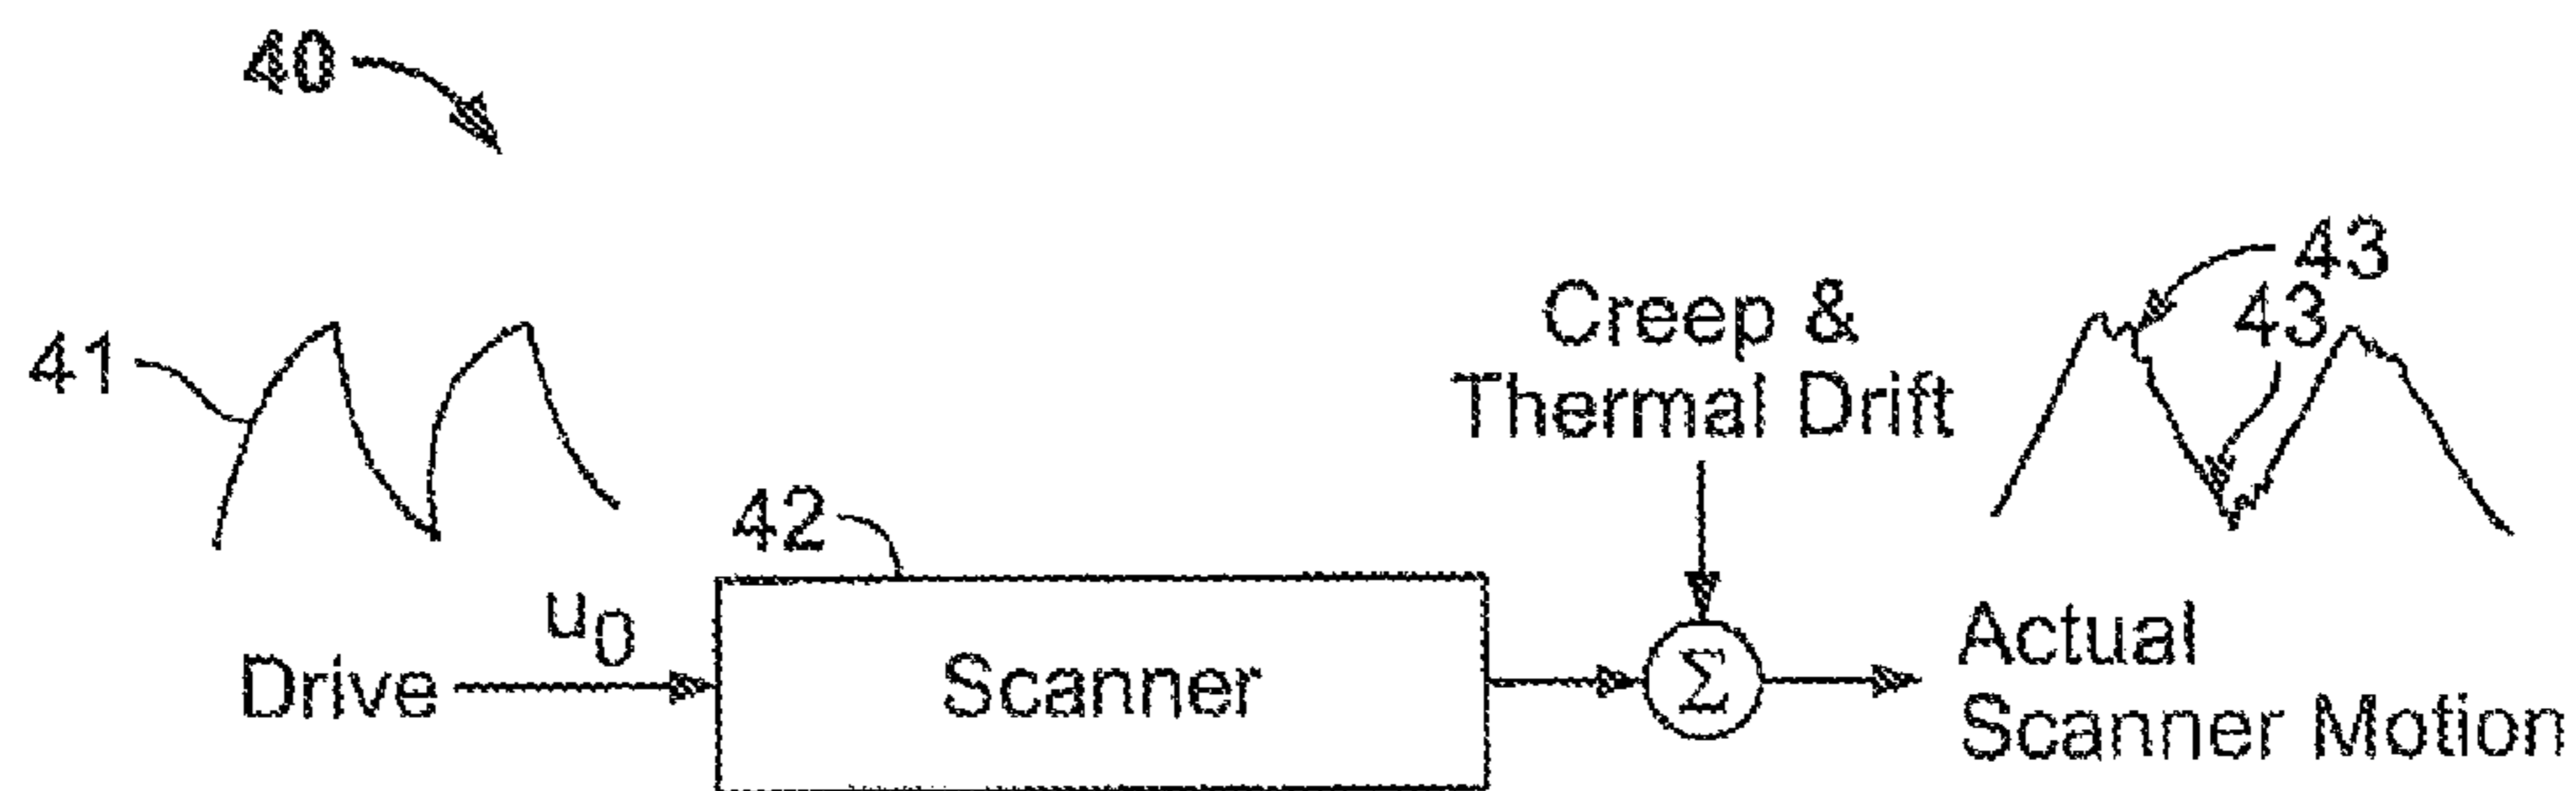 40
43
Creep &
43
41
Thermal Drift
42
u0
Actual
Drive
Scanner
Σ
Scanner Motion